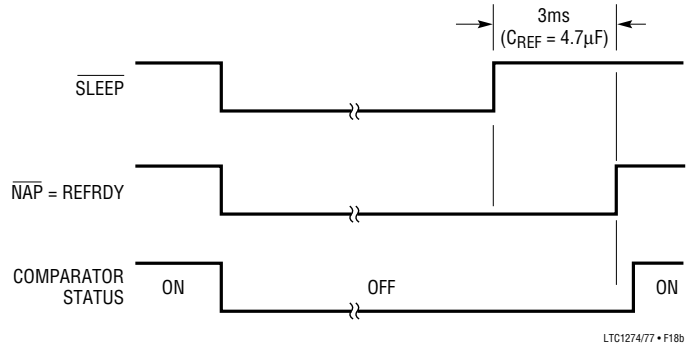 3ms
(CREF = 4.7µF)
SLEEP
NAP = REFRDY
COMPARATOR
STATUS
ON
OFF
ON
LTC1274/77 • F18b